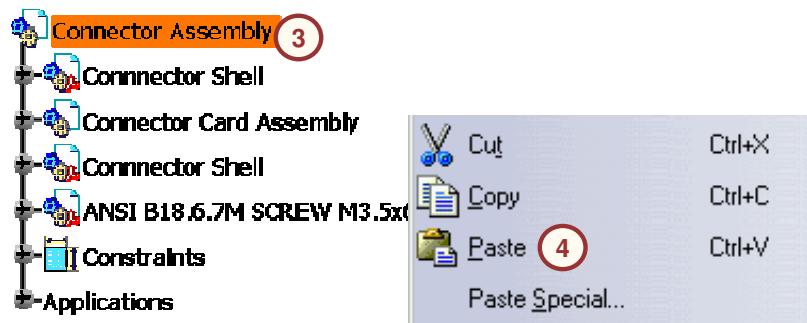 Connector Assembly 3
Connnector Shell
Connector Card Assembly
Connnector Shell
ANSI B18.6.7M SCREW M3.5x
Constraints
Applications
Cut Ctrl+X
Copy Ctrl+C
Paste 4 Ctrl+V
Paste Special...